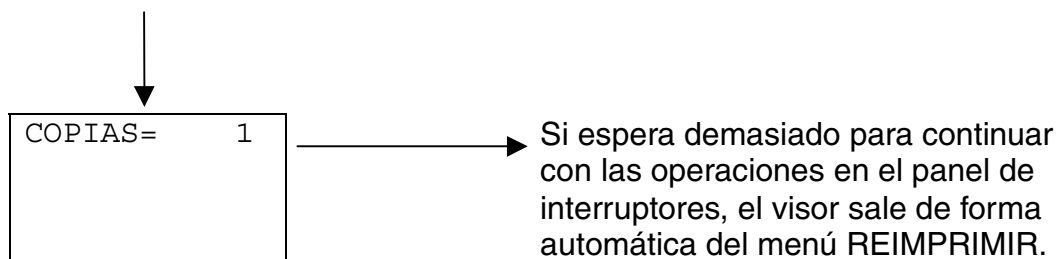 COPIAS= 1
Si espera demasiado para continuar
con las operaciones en el panel de
interruptores, el visor sale de forma
automática del menú REIMPRIMIR.